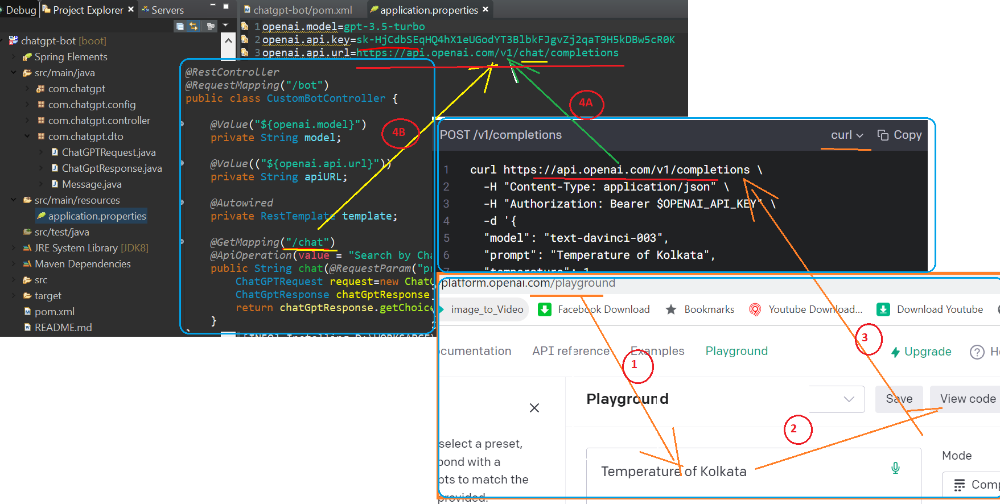 Debug
Project Explorer
Servers
chatgpt-bot [boot]
Spring Elements
src/main/java
com.chatgpt
com.chatgpt.config
com.chatgpt.controller
com.chatgpt.dto
ChatGPTRequest.java
ChatGptResponse.java
Message.java
src/main/resources
application.properties
src/test/java
JRE System Library [JDK8]
Maven Dependencies
src
target
pom.xml
README.md
chatgpt-bot/pom.xml
application.properties
1 openai.model=gpt-3.5-turbo
2 openai.api.key=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
3 openai.api.url=https://api.openai.com/v1/chat/completions
@RestController
@RequestMapping("/bot")
public class CustomBotController {
@Value("${openai.model}")
private String model;
@Value(("${openai.api.url}"))
private String apiURL;
@Autowired
private RestTemplate template;
@GetMapping("/chat")
@ApiOperation(value = "Search by Cha
public String chat(@RequestParam("pr
ChatGPTRequest request=new ChatG
ChatGptResponse chatGptResponse
return chatGptResponse.getChoic
}
4B
4A
POST /v1/completions
curl
Copy
1 curl https://api.openai.com/v1/completions \
2 -H "Content-Type: application/json" \
3 -H "Authorization: Bearer $OPENAI_API_KEY" \
4 -d '{
5 "model": "text-davinci-003",
6 "prompt": "Temperature of Kolkata",
7 "temperature": 1
platform.openai.com/playground
image_to_Video
Facebook Download
Bookmarks
Youtube Download...
Download Youtube
ocumentation
API reference
Examples
Playground
Upgrade
He
1
3
Playground
Save
View code
2
select a preset,
pond with a
pts to match the
provided.
Temperature of Kolkata
Mode
Comp